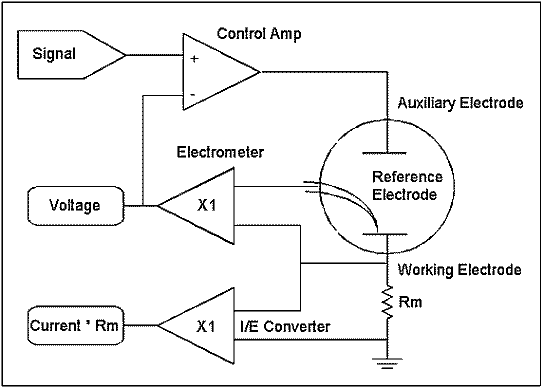 Control Amp
Signal
+
-
Auxiliary Electrode
Electrometer
Reference
Electrode
Voltage
X1
Working Electrode
Rm
Current * Rm
X1
I/E Converter